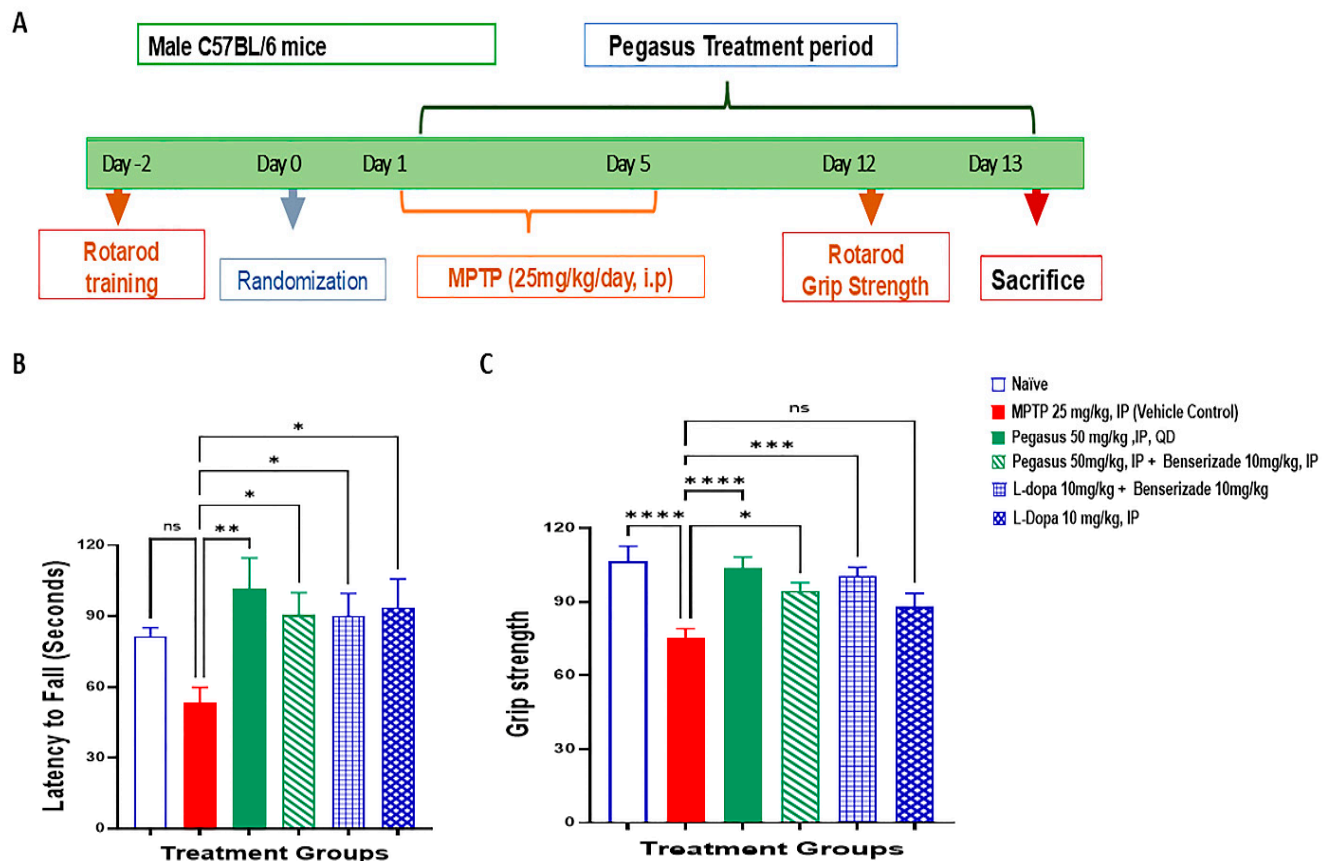 A
Male C57BL/6 mice
Pegasus Treatment period
Day -2
Day 0
Day 1
Day 5
Day 12
Day 13
Rotarod
training
Randomization
MPTP (25mg/kg/day, i.p)
Rotarod
Grip Strength
Sacrifice
B
Latency to Fall (Seconds)
120
90
60
30
0
ns
**
*
*
*
Treatment Groups
C
Grip strength
120
90
60
30
0
****
****
*
***
ns
Treatment Groups
Naïve
MPTP 25 mg/kg, IP (Vehicle Control)
Pegasus 50 mg/kg ,IP, QD
Pegasus 50mg/kg, IP + Benserizade 10mg/kg, IP
L-dopa 10mg/kg + Benserizade 10mg/kg
L-Dopa 10 mg/kg, IP